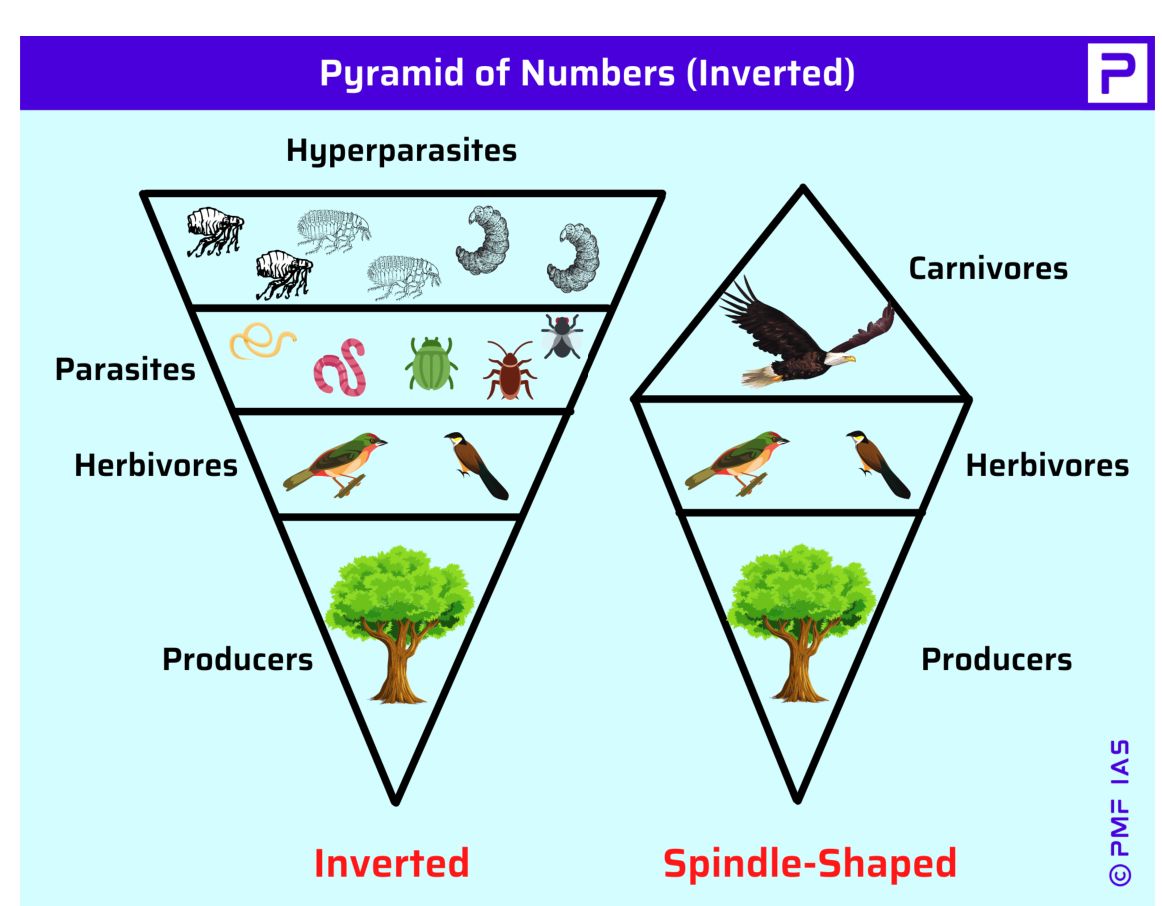 Pyramid of Numbers (Inverted)
P
Hyperparasites
Parasites
Herbivores
Producers
Inverted
Carnivores
Herbivores
Producers
Spindle-Shaped
© PMF IAS